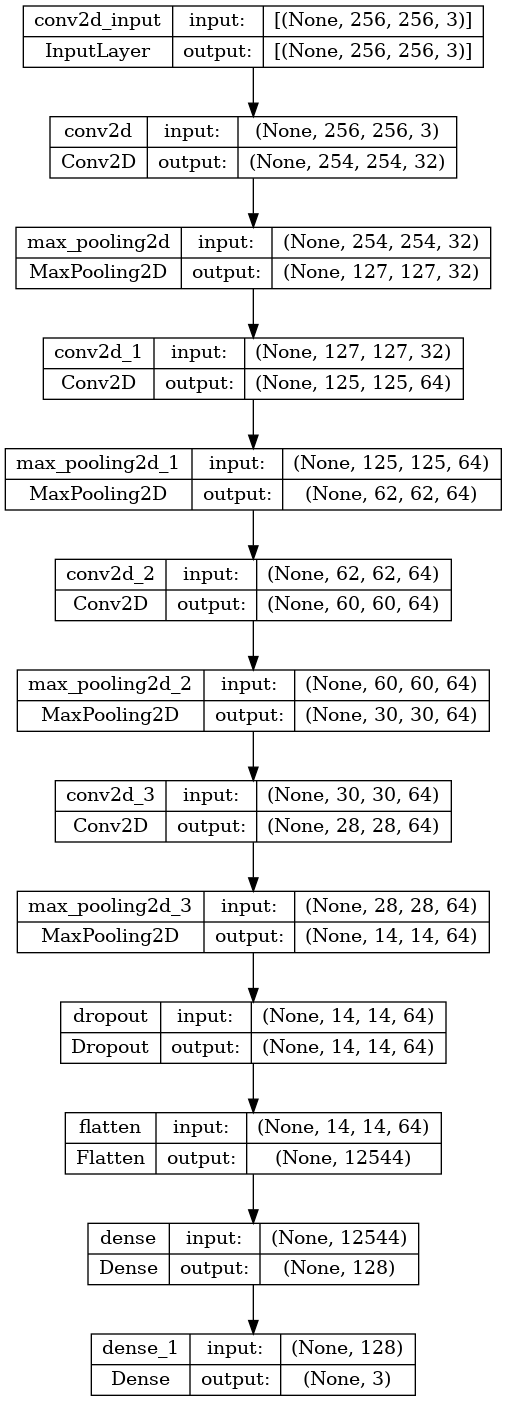 conv2d_input input: [(None, 256, 256, 3)]
InputLayer output: [(None, 256, 256, 3)]
conv2d input: (None, 256, 256, 3)
Conv2D output: (None, 254, 254, 32)
max_pooling2d input: (None, 254, 254, 32)
MaxPooling2D output: (None, 127, 127, 32)
conv2d_1 input: (None, 127, 127, 32)
Conv2D output: (None, 125, 125, 64)
max_pooling2d_1 input: (None, 125, 125, 64)
MaxPooling2D output: (None, 62, 62, 64)
conv2d_2 input: (None, 62, 62, 64)
Conv2D output: (None, 60, 60, 64)
max_pooling2d_2 input: (None, 60, 60, 64)
MaxPooling2D output: (None, 30, 30, 64)
conv2d_3 input: (None, 30, 30, 64)
Conv2D output: (None, 28, 28, 64)
max_pooling2d_3 input: (None, 28, 28, 64)
MaxPooling2D output: (None, 14, 14, 64)
dropout input: (None, 14, 14, 64)
Dropout output: (None, 14, 14, 64)
flatten input: (None, 14, 14, 64)
Flatten output: (None, 12544)
dense input: (None, 12544)
Dense output: (None, 128)
dense_1 input: (None, 128)
Dense output: (None, 3)